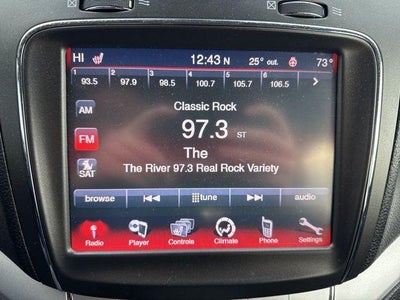 HI 12:43 N 25° out. 73°
1 2 3 4 5 6
93.5 97.9 98.5 100.7 105.7 106.5 >
Classic Rock
AM
97.3 ST
FM
The
The River 97.3 Real Rock Variety
SAT
browse tune audio
Radio Player Controls Climate Phone Settings